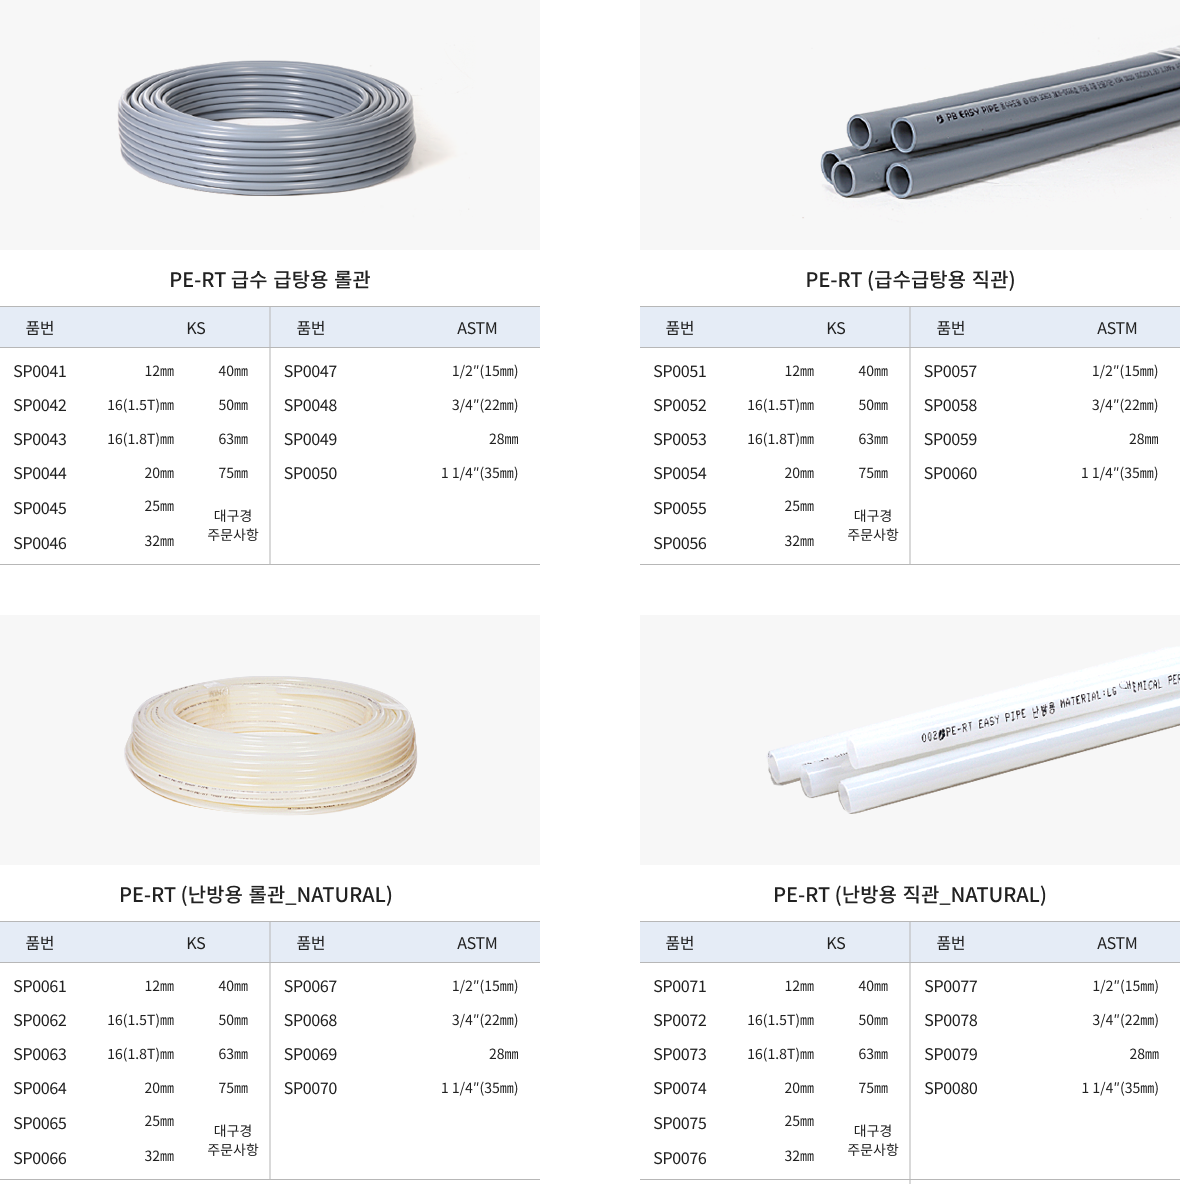 PB EASY PIPE
PE-RT 급수 급탕용 롤관
품번 KS 품번 ASTM
SP0041 12㎜ 40㎜ SP0047 1/2"(15㎜)
SP0042 16(1.5T)㎜ 50㎜ SP0048 3/4"(22㎜)
SP0043 16(1.8T)㎜ 63㎜ SP0049 28㎜
SP0044 20㎜ 75㎜ SP0050 1 1/4"(35㎜)
SP0045 25㎜ 대구경
SP0046 32㎜ 주문사항
PE-RT (급수급탕용 직관)
품번 KS 품번 ASTM
SP0051 12㎜ 40㎜ SP0057 1/2"(15㎜)
SP0052 16(1.5T)㎜ 50㎜ SP0058 3/4"(22㎜)
SP0053 16(1.8T)㎜ 63㎜ SP0059 28㎜
SP0054 20㎜ 75㎜ SP0060 1 1/4"(35㎜)
SP0055 25㎜ 대구경
SP0056 32㎜ 주문사항
PE-RT (난방용 롤관_NATURAL)
품번 KS 품번 ASTM
SP0061 12㎜ 40㎜ SP0067 1/2"(15㎜)
SP0062 16(1.5T)㎜ 50㎜ SP0068 3/4"(22㎜)
SP0063 16(1.8T)㎜ 63㎜ SP0069 28㎜
SP0064 20㎜ 75㎜ SP0070 1 1/4"(35㎜)
SP0065 25㎜ 대구경
SP0066 32㎜ 주문사항
002 PE-RT EASY PIPE 난방용 MATERIAL:LG CHEMICAL PER
PE-RT (난방용 직관_NATURAL)
품번 KS 품번 ASTM
SP0071 12㎜ 40㎜ SP0077 1/2"(15㎜)
SP0072 16(1.5T)㎜ 50㎜ SP0078 3/4"(22㎜)
SP0073 16(1.8T)㎜ 63㎜ SP0079 28㎜
SP0074 20㎜ 75㎜ SP0080 1 1/4"(35㎜)
SP0075 25㎜ 대구경
SP0076 32㎜ 주문사항